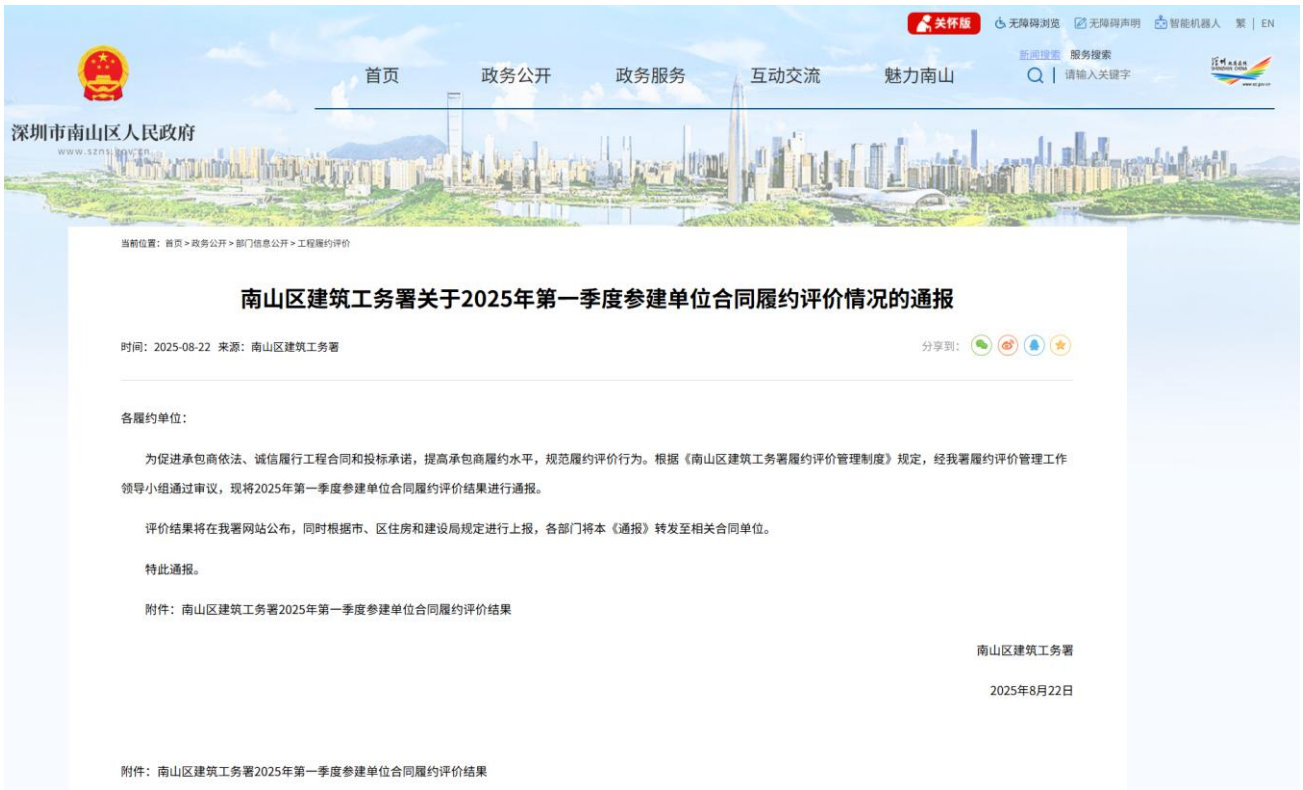 关怀版 无障碍浏览 无障碍声明 智能机器人 繁 | EN
新闻搜索 服务搜索
首页 政务公开 政务服务 互动交流 魅力南山 请输入关键字
深圳市南山区人民政府
www.szns.gov.cn
当前位置：首页>政务公开>部门信息公开>工程履约评价
南山区建筑工务署关于2025年第一季度参建单位合同履约评价情况的通报
时间：2025-08-22 来源：南山区建筑工务署 分享到：
各履约单位：
为促进承包商依法、诚信履行工程合同和投标承诺，提高承包商履约水平，规范履约评价行为。根据《南山区建筑工务署履约评价管理制度》规定，经我署履约评价管理工作
领导小组通过审议，现将2025年第一季度参建单位合同履约评价结果进行通报。
评价结果将在我署网站公布，同时根据市、区住房和建设局规定进行上报，各部门将本《通报》转发至相关合同单位。
特此通报。
附件：南山区建筑工务署2025年第一季度参建单位合同履约评价结果
南山区建筑工务署
2025年8月22日
附件：南山区建筑工务署2025年第一季度参建单位合同履约评价结果